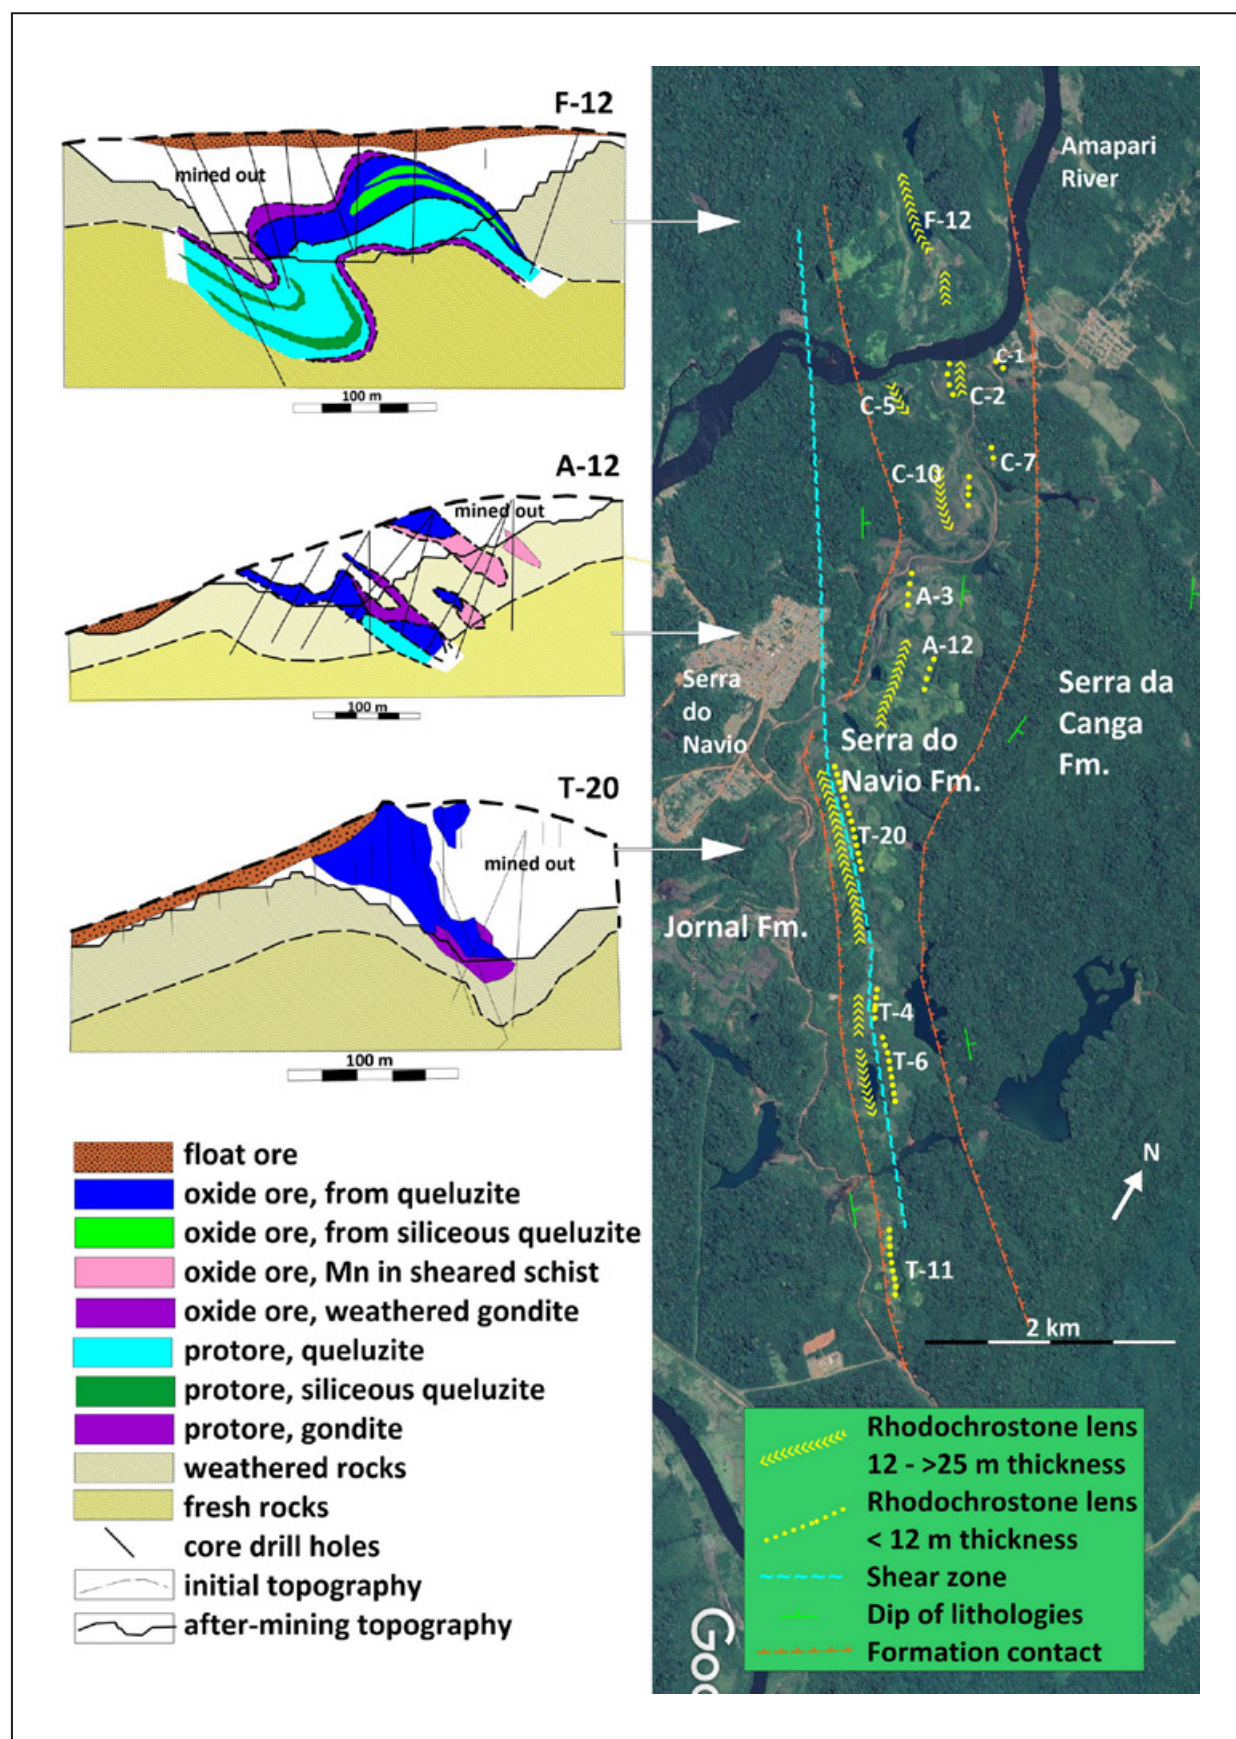 F-12
mined out
100 m
A-12
mined out
100 m
T-20
mined out
100 m
float ore
oxide ore, from queluzite
oxide ore, from siliceous queluzite
oxide ore, Mn in sheared schist
oxide ore, weathered gondite
protore, queluzite
protore, siliceous queluzite
protore, gondite
weathered rocks
fresh rocks
core drill holes
initial topography
after-mining topography
Amapari
River
F-12
C-1
C-2
C-5
C-7
C-10
A-3
A-12
Serra
do
Navio
Serra da
Canga
Fm.
Serra do
Navio Fm.
T-20
Jornal Fm.
T-4
T-6
N
T-11
2 km
Rhodochrostone lens
12 - >25 m thickness
Rhodochrostone lens
< 12 m thickness
Shear zone
Dip of lithologies
Formation contact
Goo